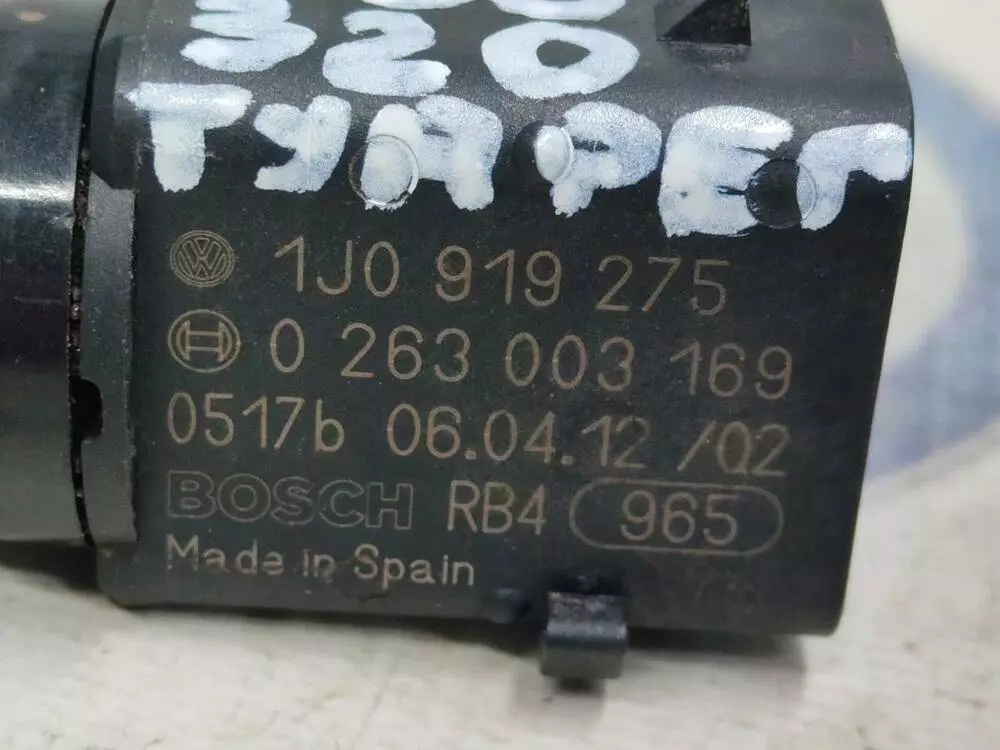 320
ТУАРЕГ
1J0 919 275
0 263 003 169
0517b 06.04.12 /02
BOSCH RB4 965
Made in Spain